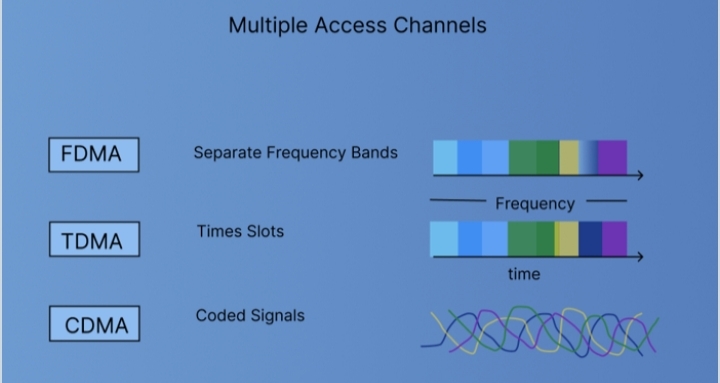 Multiple Access Channels
FDMA
Separate Frequency Bands
Frequency
TDMA
Times Slots
time
CDMA
Coded Signals